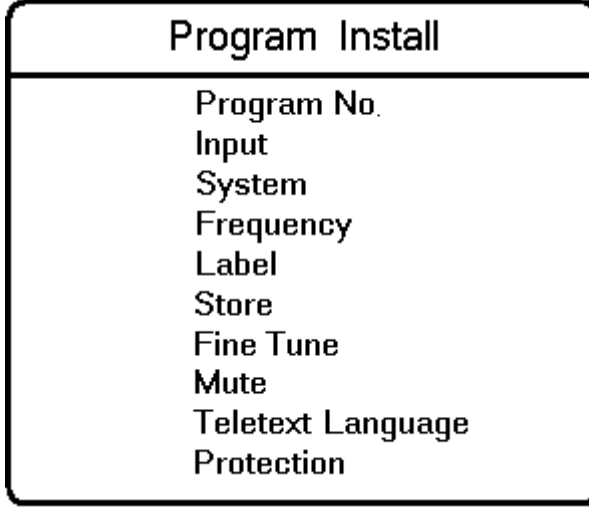 Program Install
Program No.
Input
System
Frequency
Label
Store
Fine Tune
Mute
Teletext Language
Protection